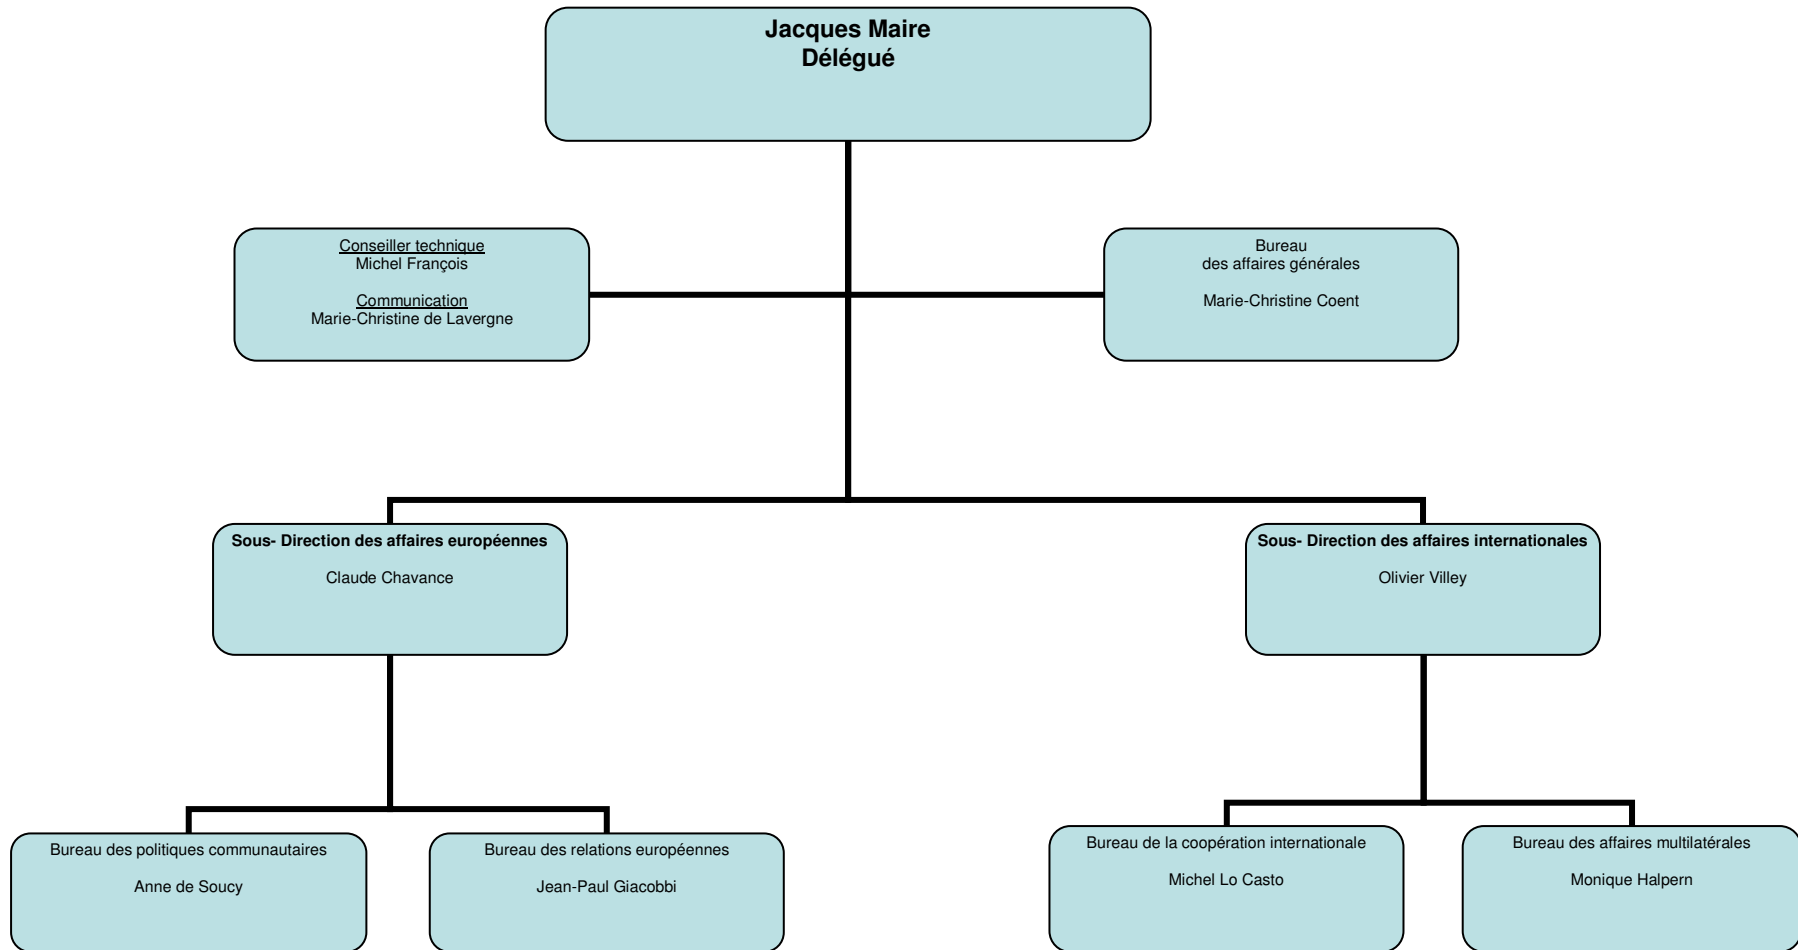 Jacques Maire
Délégué
Conseiller technique
Michel François
Communication
Marie-Christine de Lavergne
Bureau
des affaires générales
Marie-Christine Coent
Sous- Direction des affaires européennes
Claude Chavance
Sous- Direction des affaires internationales
Olivier Villey
Bureau des politiques communautaires
Anne de Soucy
Bureau des relations européennes
Jean-Paul Giacobbi
Bureau de la coopération internationale
Michel Lo Casto
Bureau des affaires multilatérales
Monique Halpern